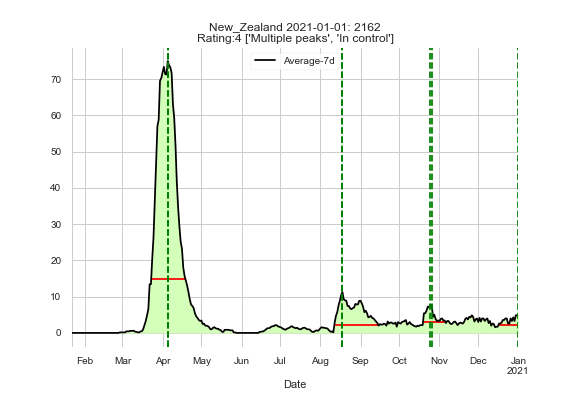 New_Zealand 2021-01-01: 2162
Rating:4 ['Multiple peaks', 'In control']
Average-7d
70
60
50
40
30
20
10
0
Feb Mar Apr May Jun Jul Aug Sep Oct Nov Dec Jan
2021
Date